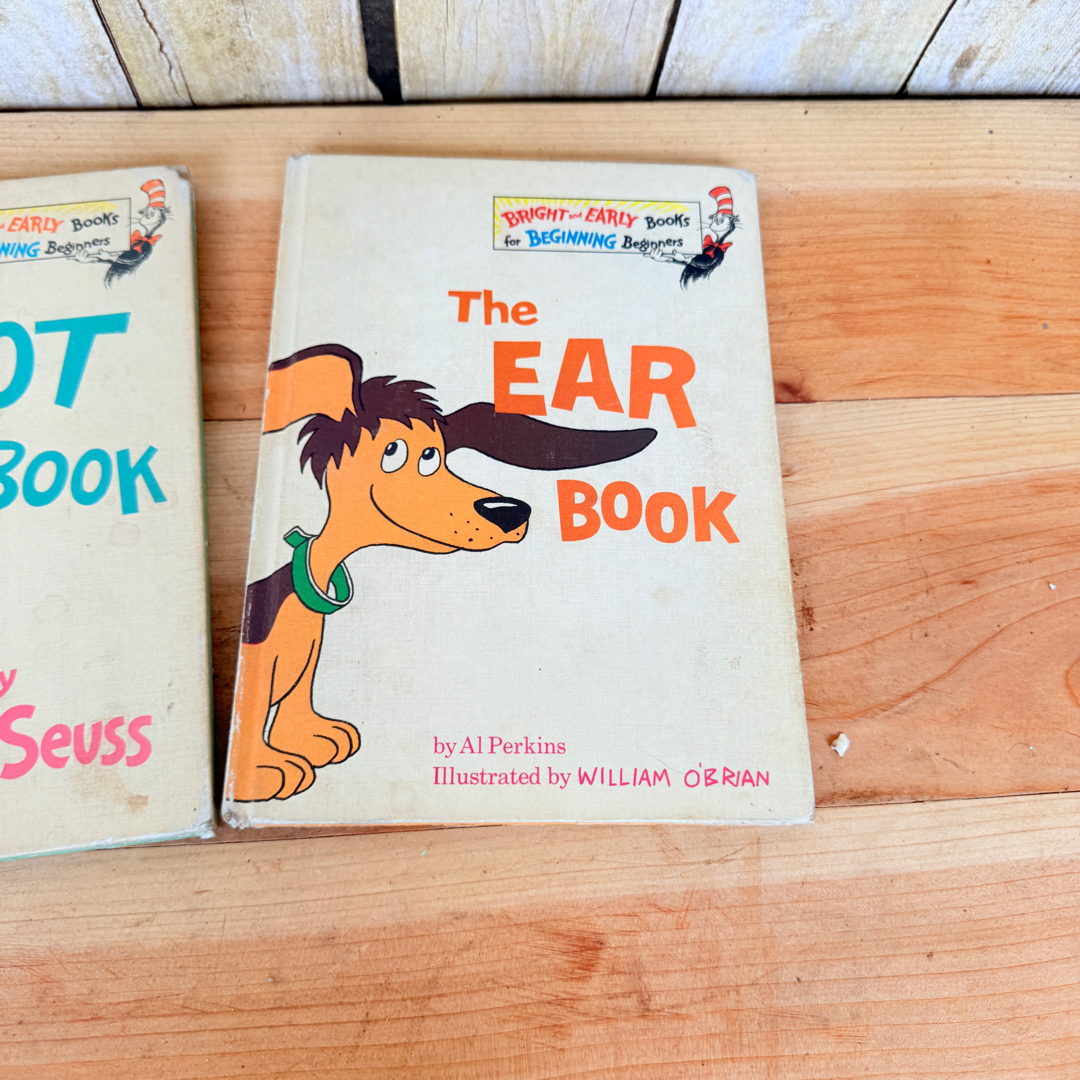 EARLY Books
NING Beginners
OT
BOOK
y
Seuss
BRIGHT and EARLY Books
for BEGINNING Beginners
The
EAR
BOOK
by Al Perkins
Illustrated by WILLIAM O'BRIAN